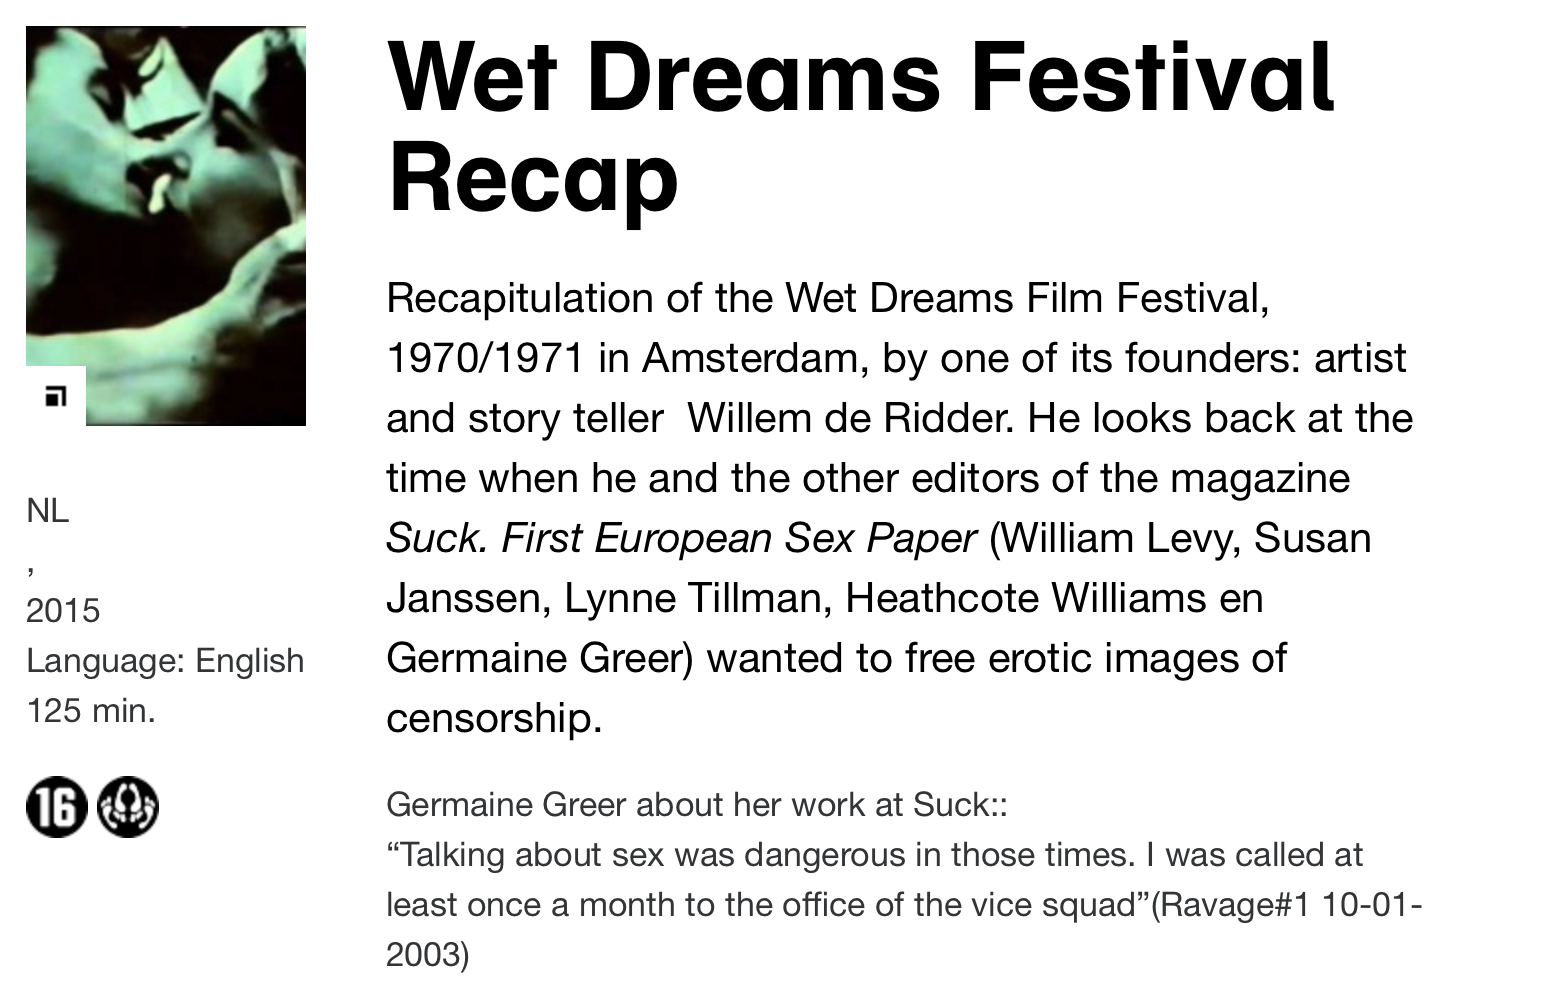 Wet Dreams Festival
Recap
Recapitulation of the Wet Dreams Film Festival,
1970/1971 in Amsterdam, by one of its founders: artist
and story teller  Willem de Ridder. He looks back at the
time when he and the other editors of the magazine
Suck. First European Sex Paper (William Levy, Susan
Janssen, Lynne Tillman, Heathcote Williams en
Germaine Greer) wanted to free erotic images of
censorship.
Germaine Greer about her work at Suck::
“Talking about sex was dangerous in those times. I was called at
least once a month to the office of the vice squad”(Ravage#1 10-01-
2003)
NL
,
2015
Language: English
125 min.
16